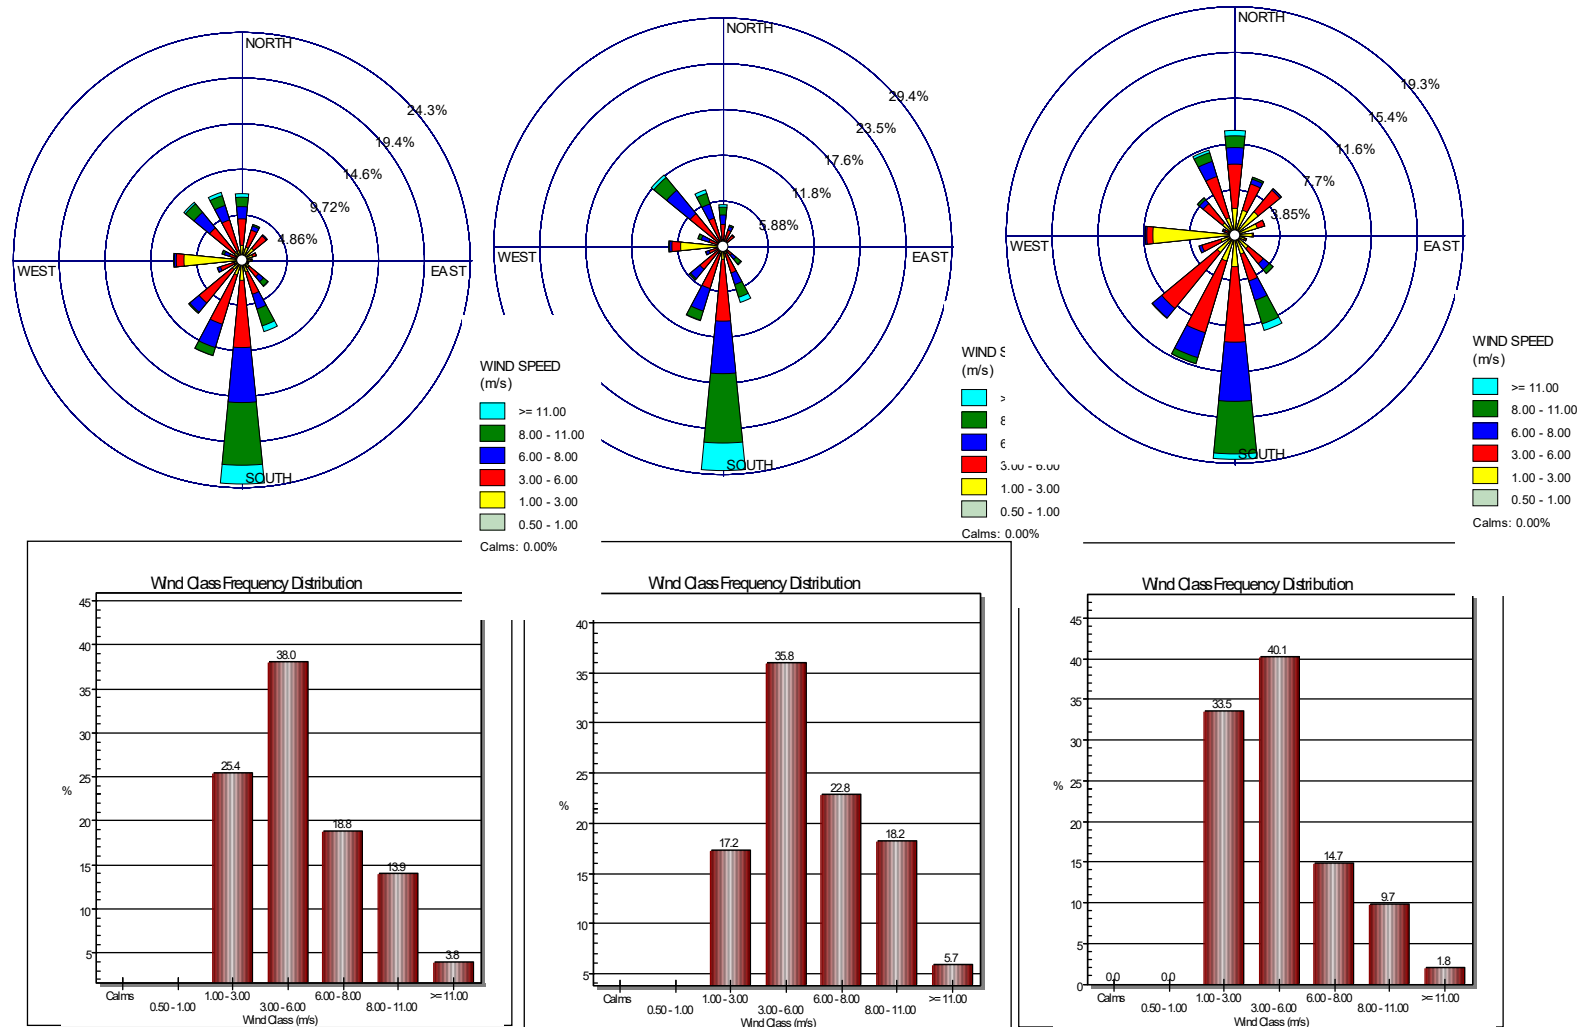 NORTH
24.3%
19.4%
14.6%
9.72%
4.86%
WEST
EAST
SOUTH
WIND SPEED
(m/s)
>= 11.00
8.00 - 11.00
6.00 - 8.00
3.00 - 6.00
1.00 - 3.00
0.50 - 1.00
Calms: 0.00%
NORTH
29.4%
23.5%
17.6%
11.8%
5.88%
WEST
EAST
SOUTH
WIND S
(m/s)
>
3.00 - 6.00
1.00 - 3.00
0.50 - 1.00
Calms: 0.00%
NORTH
19.3%
15.4%
11.6%
7.7%
3.85%
WEST
EAST
SOUTH
WIND SPEED
(m/s)
>= 11.00
8.00 - 11.00
6.00 - 8.00
3.00 - 6.00
1.00 - 3.00
0.50 - 1.00
Calms: 0.00%
Wind Class Frequency Distribution
45
40
35
30
25
20
15
10
5
%
25.4
38.0
18.8
13.9
3.8
Calms
0.50 - 1.00
1.00 - 3.00
3.00 - 6.00
6.00 - 8.00
8.00 - 11.00
>= 11.00
Wind Class (m/s)
Wind Class Frequency Distribution
40
35
30
25
20
15
10
5
%
17.2
35.8
22.8
18.2
5.7
Calms
0.50 - 1.00
1.00 - 3.00
3.00 - 6.00
6.00 - 8.00
8.00 - 11.00
>= 11.00
Wind Class (m/s)
Wind Class Frequency Distribution
45
40
35
30
25
20
15
10
5
0
%
0.0
0.0
33.5
40.1
14.7
9.7
1.8
Calms
0.50 - 1.00
1.00 - 3.00
3.00 - 6.00
6.00 - 8.00
8.00 - 11.00
>= 11.00
Wind Class (m/s)